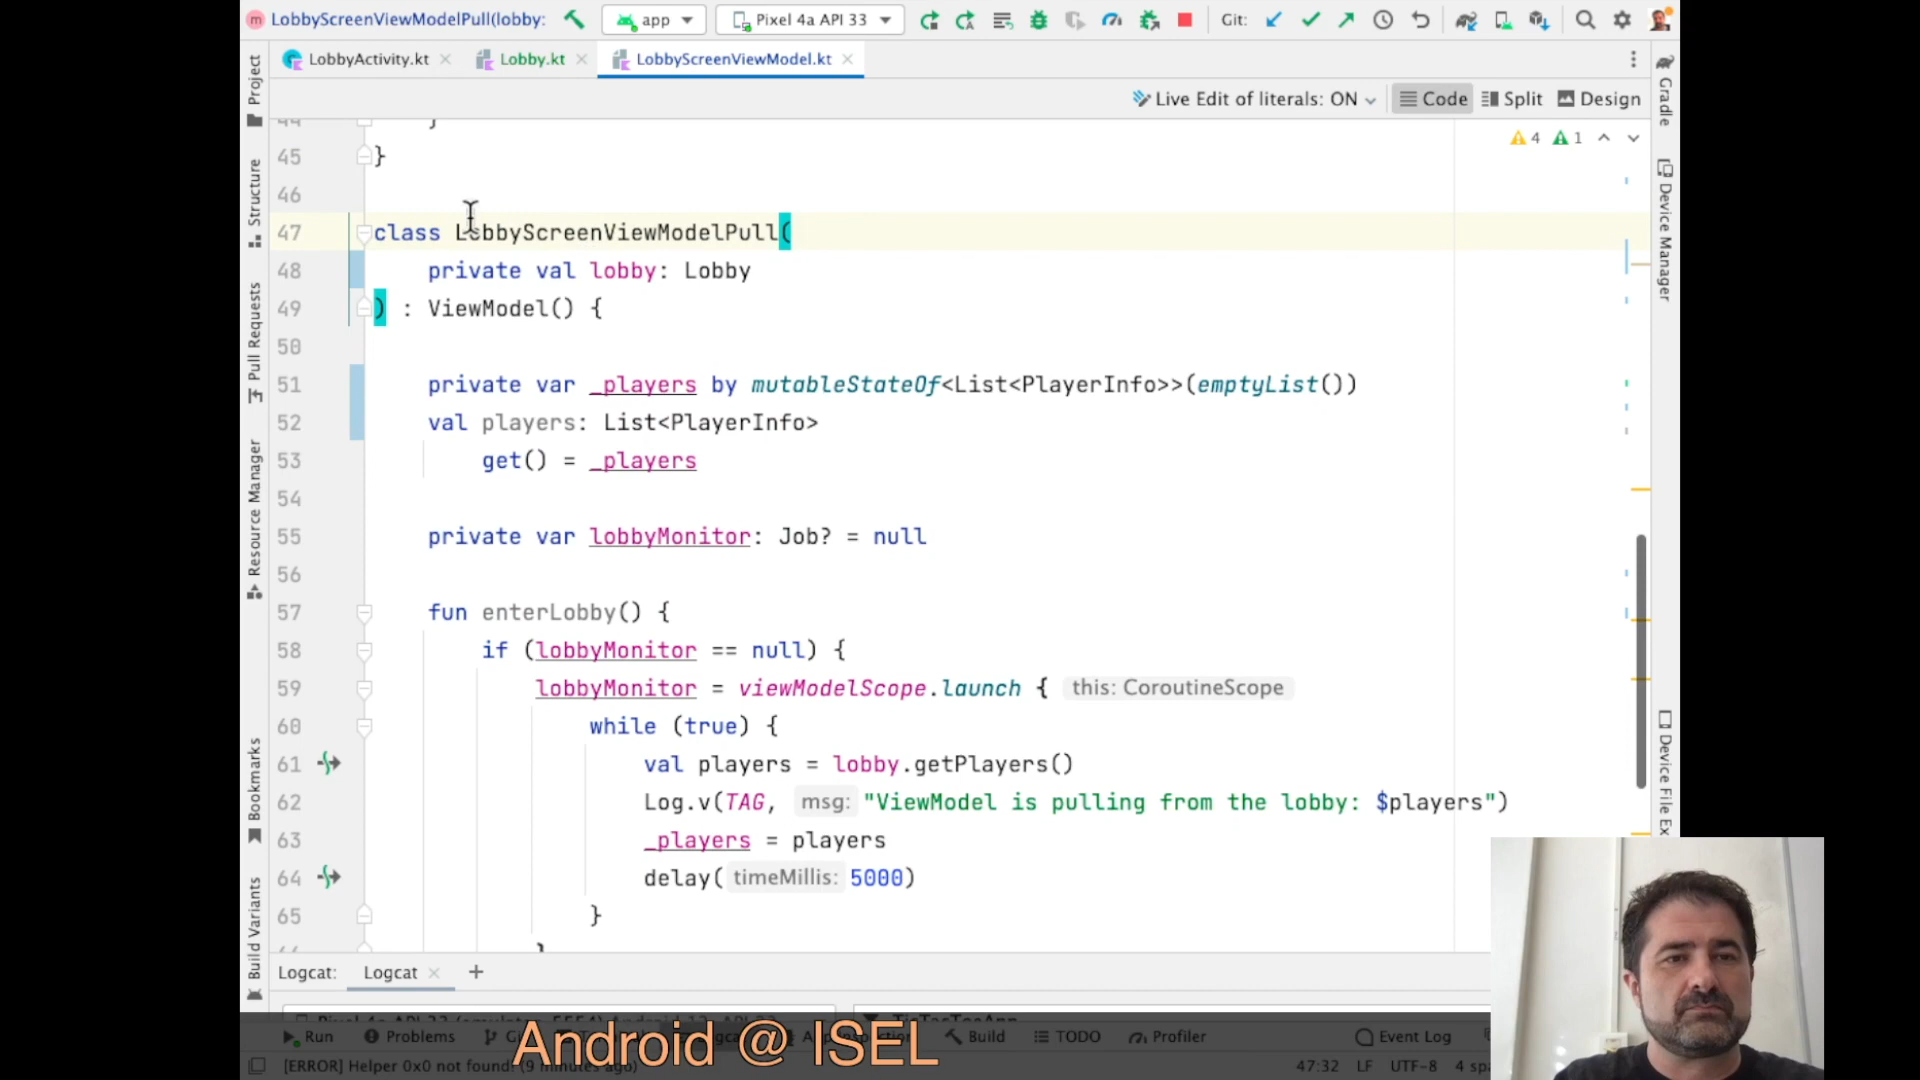 LobbyScreenViewModelPull(lobby:
app
Pixel 4a API 33
Git:
LobbyActivity.kt
Lobby.kt
LobbyScreenViewModel.kt
Live Edit of literals: ON
Code
Split
Design
4
1
Project
Structure
Pull Requests
Resource Manager
Bookmarks
Build Variants
Gradle
Device Manager
Device File Ex
44 }
45 }
46
47 class LobbyScreenViewModelPull(
48 private val lobby: Lobby
49 ) : ViewModel() {
50
51 private var _players by mutableStateOf<List<PlayerInfo>>(emptyList())
52 val players: List<PlayerInfo>
53 get() = _players
54
55 private var lobbyMonitor: Job? = null
56
57 fun enterLobby() {
58 if (lobbyMonitor == null) {
59 lobbyMonitor = viewModelScope.launch { this: CoroutineScope
60 while (true) {
61 val players = lobby.getPlayers()
62 Log.v(TAG, msg: "ViewModel is pulling from the lobby: $players")
63 _players = players
64 delay( timeMillis: 5000)
65 }
}
Logcat:
Logcat
Run
Problems
Build
TODO
Profiler
Event Log
Android @ ISEL
[ERROR] Helper 0x0 not found! (9 minutes ago)
47:32
LF
UTF-8